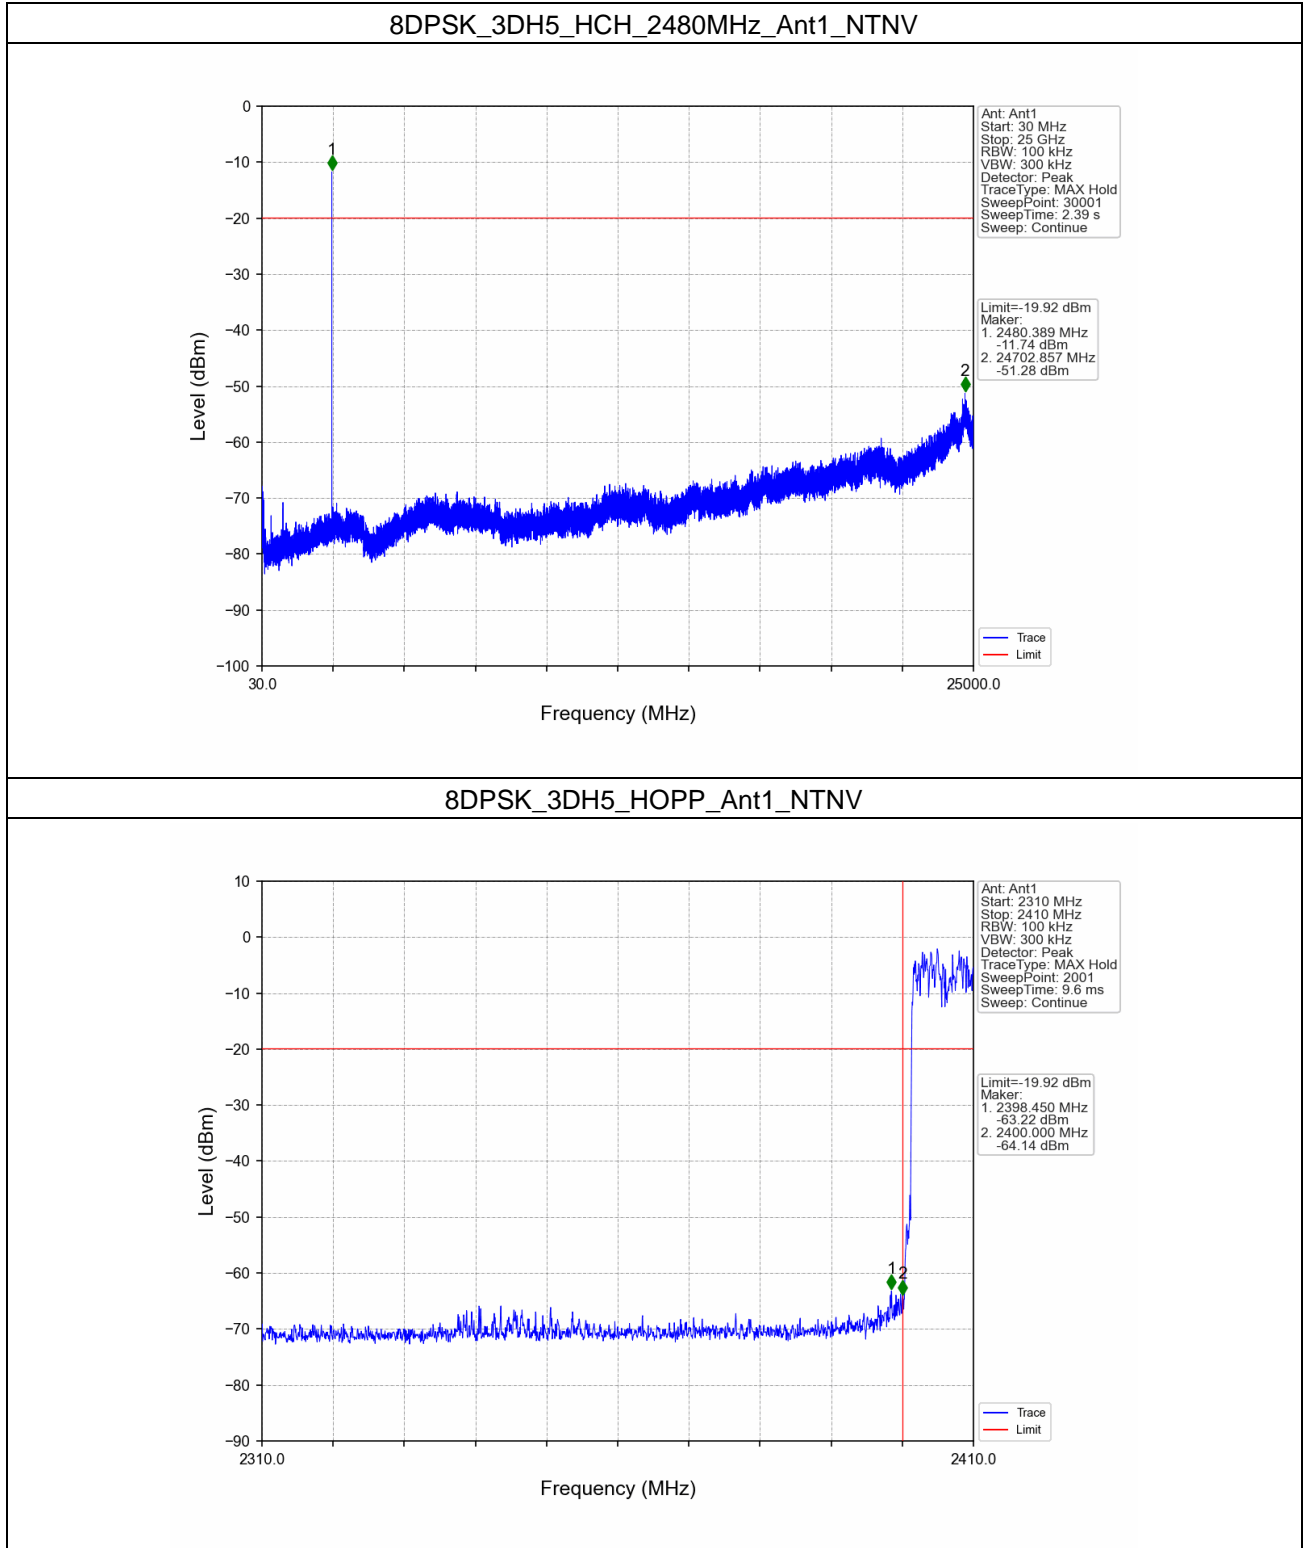 8DPSK_3DH5_HCH_2480MHz_Ant1_NTNV
0
−10
−20
−30
−40
−50
−60
−70
−80
−90
−100
Level (dBm)
1
2
30.0
25000.0
Frequency (MHz)
Ant: Ant1
Start: 30 MHz
Stop: 25 GHz
RBW: 100 kHz
VBW: 300 kHz
Detector: Peak
TraceType: MAX Hold
SweepPoint: 30001
SweepTime: 2.39 s
Sweep: Continue
Limit=-19.92 dBm
Maker:
1. 2480.389 MHz
-11.74 dBm
2. 24702.857 MHz
-51.28 dBm
Trace
Limit
8DPSK_3DH5_HOPP_Ant1_NTNV
10
0
−10
−20
−30
−40
−50
−60
−70
−80
−90
Level (dBm)
1
2
2310.0
2410.0
Frequency (MHz)
Ant: Ant1
Start: 2310 MHz
Stop: 2410 MHz
RBW: 100 kHz
VBW: 300 kHz
Detector: Peak
TraceType: MAX Hold
SweepPoint: 2001
SweepTime: 9.6 ms
Sweep: Continue
Limit=-19.92 dBm
Maker:
1. 2398.450 MHz
-63.22 dBm
2. 2400.000 MHz
-64.14 dBm
Trace
Limit